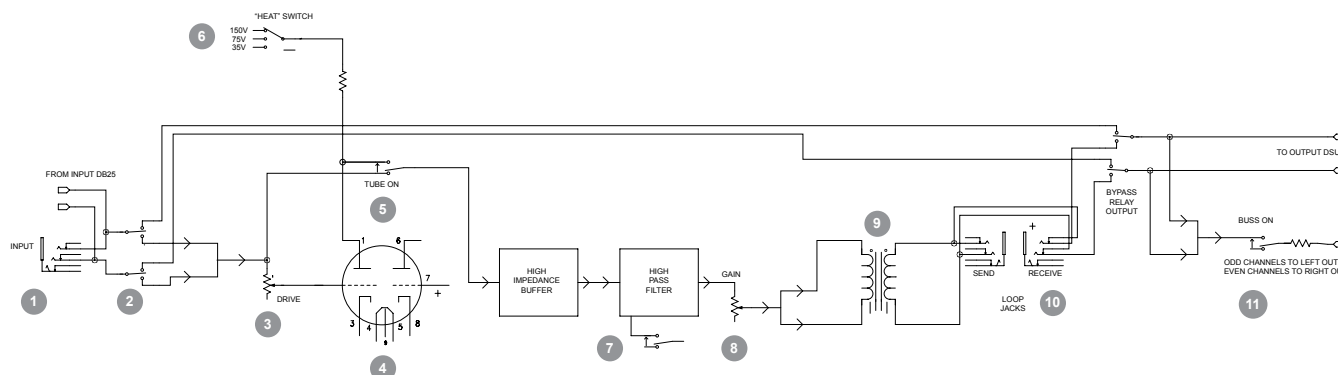 "HEAT" SWITCH
6
150V
75V
35V
FROM INPUT DB25
INPUT
1
2
DRIVE
3
TUBE ON
5
1
6
7
+
3
4
9
5
8
4
HIGH
IMPEDANCE
BUFFER
HIGH
PASS
FILTER
7
GAIN
8
9
SEND
+
RECEIVE
LOOP
JACKS
10
BYPASS
RELAY
OUTPUT
TO OUTPUT DSU
BUSS ON
ODD CHANNELS TO LEFT OUT
EVEN CHANNELS TO RIGHT OU
11